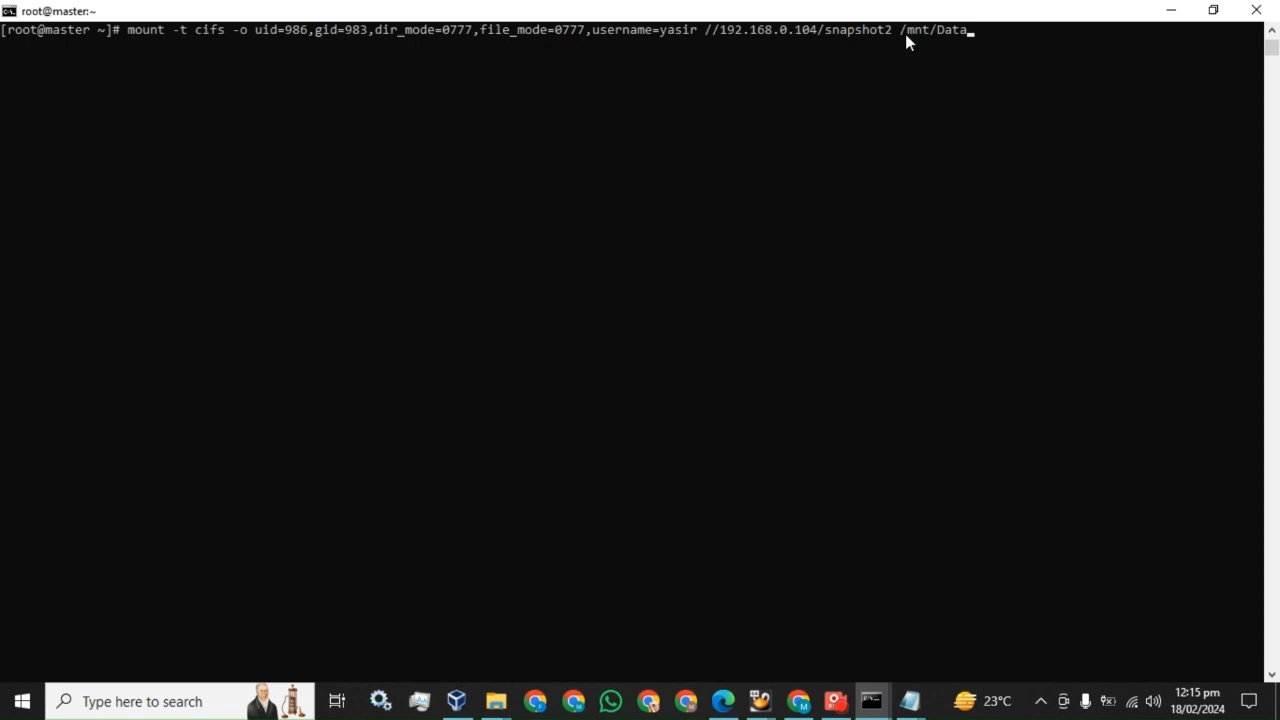 root@master:~
[root@master ~]# mount -t cifs -o uid=986,gid=983,dir_mode=0777,file_mode=0777,username=yasir //192.168.0.104/snapshot2 /mnt/Data
Type here to search
23°C
12:15 pm
18/02/2024